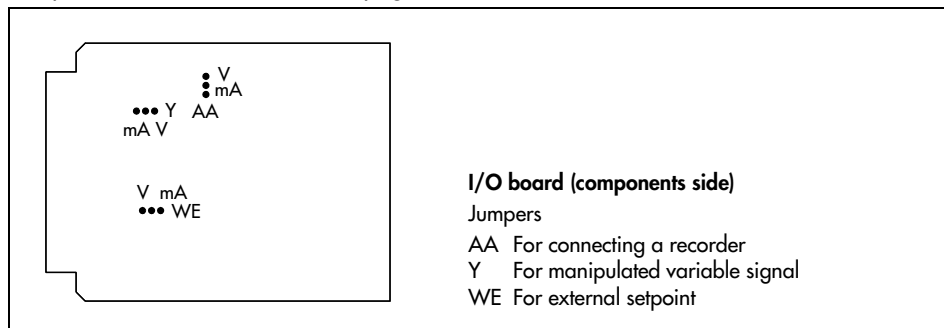 V
mA
Y AA
mA V
V mA
WE
I/O board (components side)
Jumpers
AA For connecting a recorder
Y For manipulated variable signal
WE For external setpoint